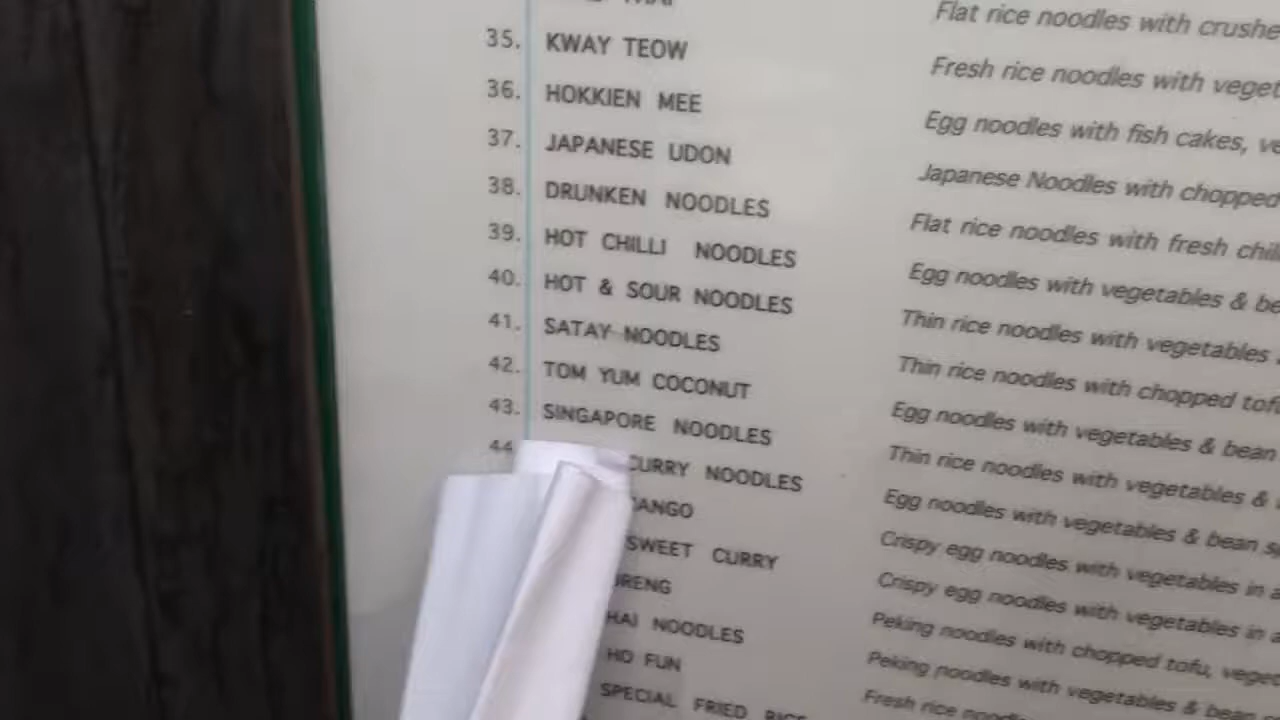 Flat rice noodles with
35. KWAY TEOW Fresh rice noodles with
36. HOKKIEN MEE Egg noodles with fish cakes,
37. JAPANESE UDON Japanese Noodles with chopped
38. DRUNKEN NOODLES Flat rice noodles with fresh
39. HOT CHILLI NOODLES Egg noodles with vegetables &
40. HOT & SOUR NOODLES Thin rice noodles with vegetables
41. SATAY NOODLES Thin rice noodles with chopped
42. TOM YUM COCONUT Egg noodles with vegetables & bean
43. SINGAPORE NOODLES Thin rice noodles with vegetables &
44 CURRY NOODLES Egg noodles with vegetables & bean
Crispy egg noodles with vegetables in
SWEET CURRY Crispy egg noodles with vegetables in
Peking noodles with chopped tofu,
NOODLES Peking noodles with vegetables & bean
HO FUN Fresh rice
SPECIAL FRIED